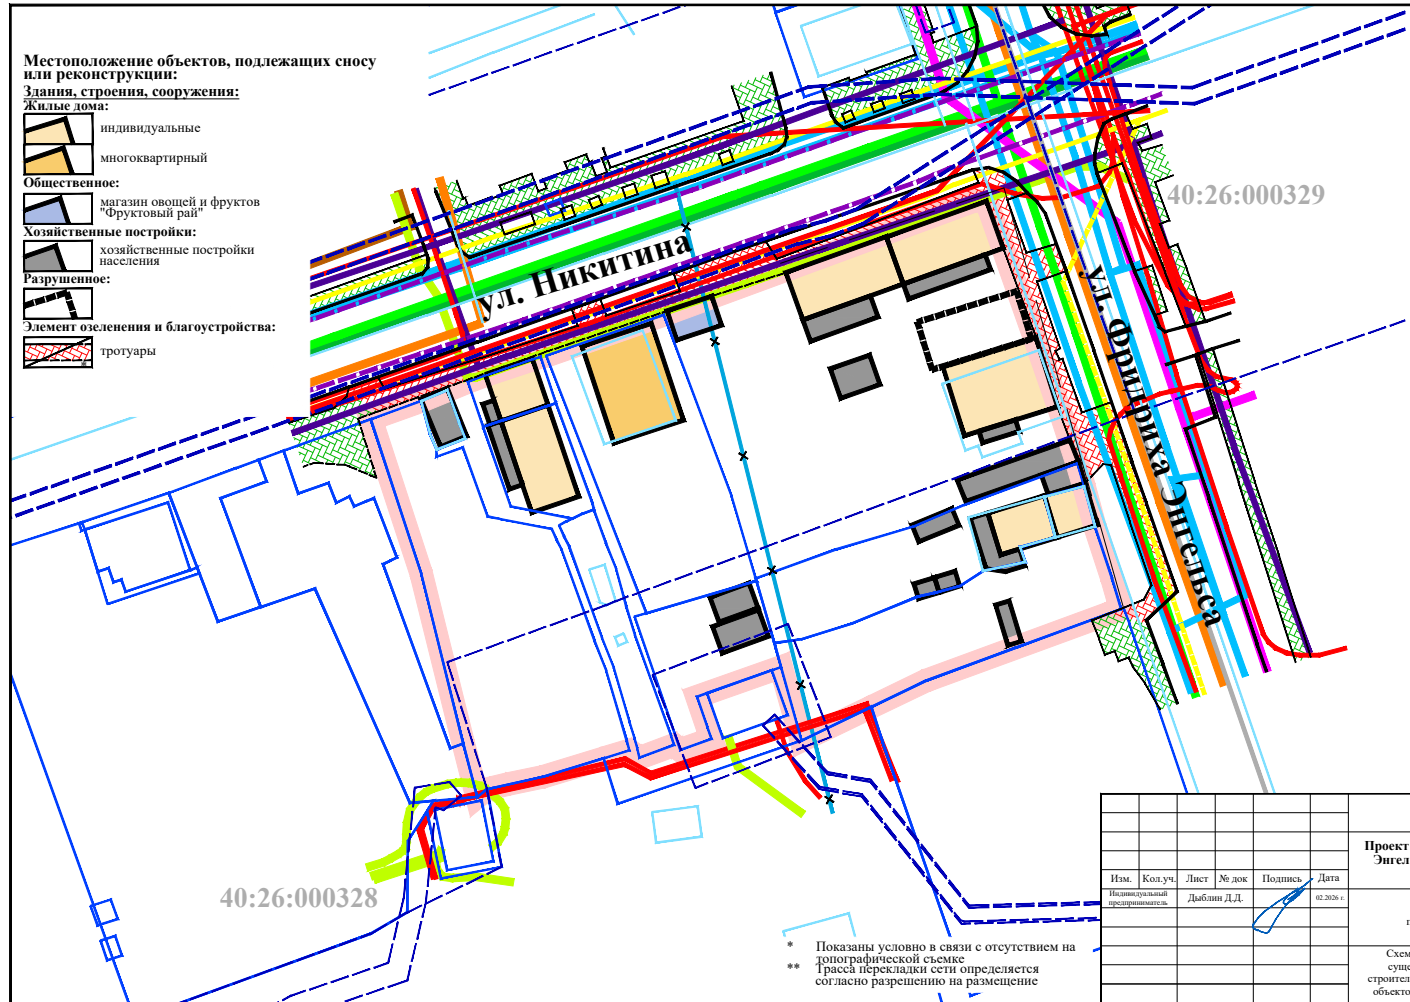 Местоположение объектов, подлежащих сносу
или реконструкции:
Здания, строения, сооружения:
Жилые дома:
индивидуальные
многоквартирный
Общественное:
магазин овощей и фруктов
"Фруктовый рай"
Хозяйственные постройки:
хозяйственные постройки
населения
Разрушенное:
Элемент озеленения и благоустройства:
тротуары
*
ул. Никитина
ул. Фридриха Энгельса
40:26:000329
40:26:000328
* Показаны условно в связи с отсутствием на
топографической съемке
** Трасса перекладки сети определяется
согласно разрешению на размещение
Проект
Энгел
Изм. Кол.уч. Лист № док Подпись Дата
Индивидуальный
предприниматель
Дыблин Д.Д. 02.2026 г.
п
Схем
суще
строител
объекто